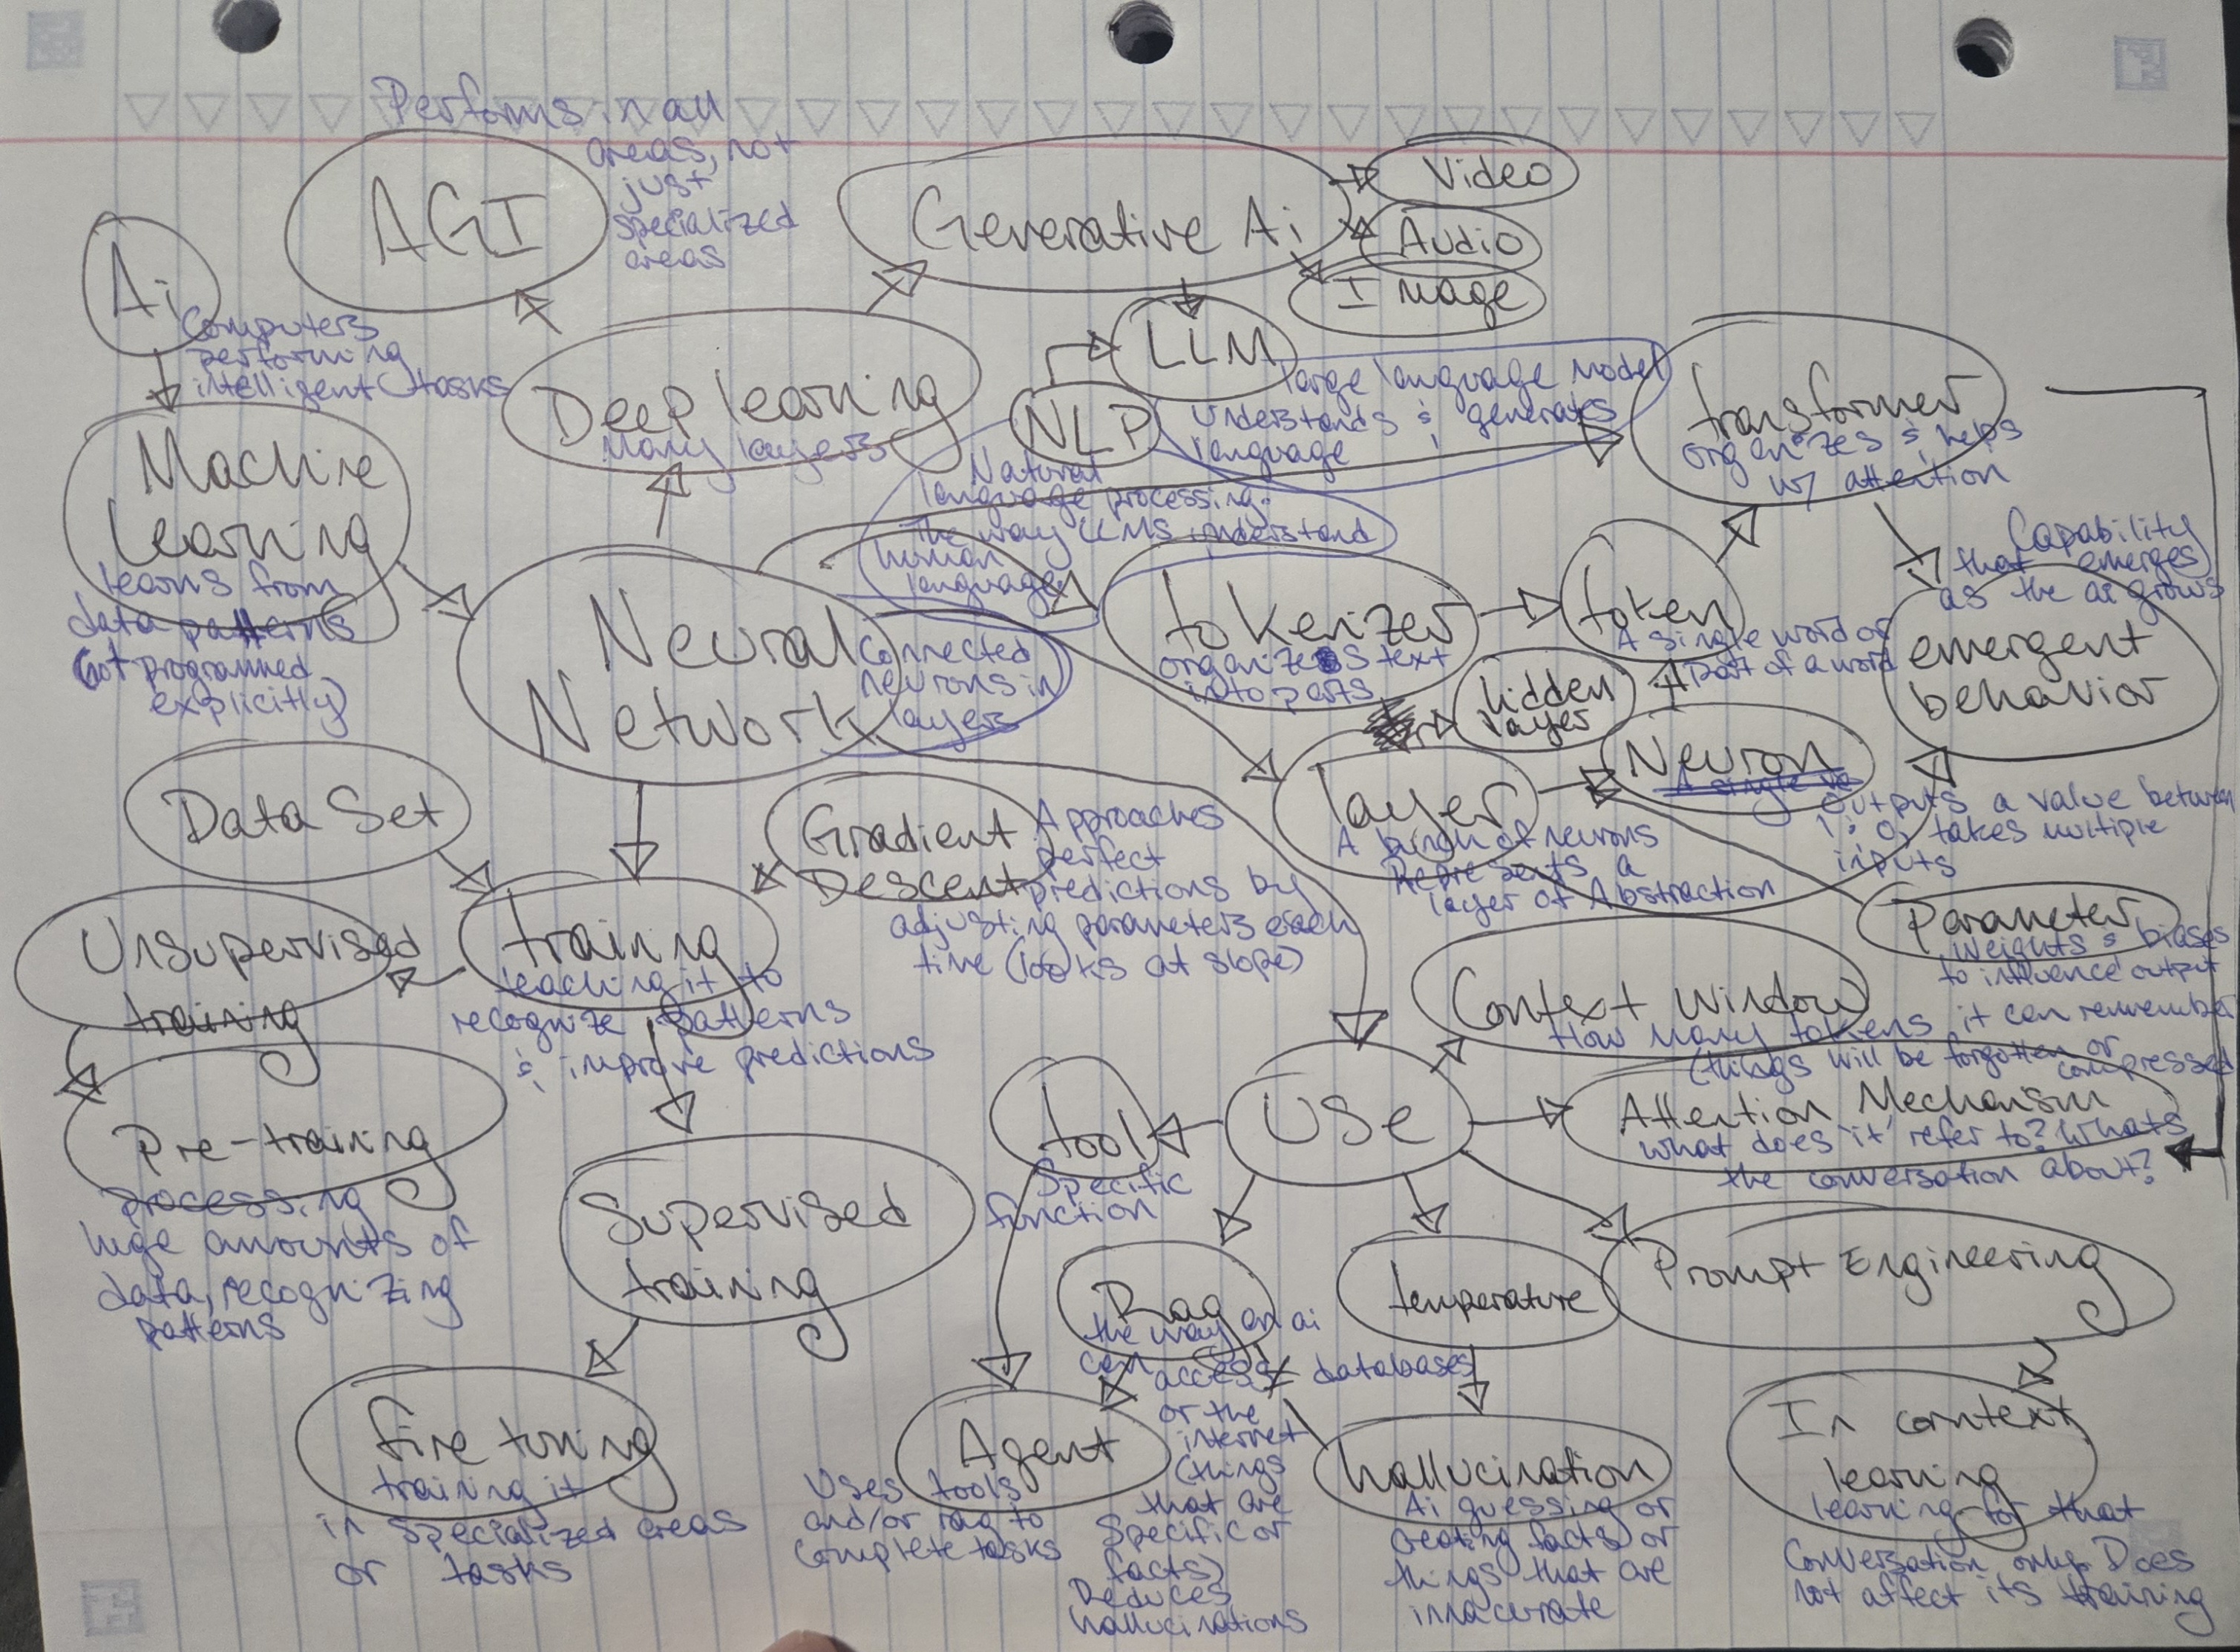 Performs in all
areas, not
just
specialized
areas
AGI
Ai
Computers
performing
intelligent tasks
Generative Ai
Video
Audio
Image
LLM
large language model
understands & generates
language
NLP
Natural
language processing.
The way LLMs understand
human
language
Deep learning
Many layers
transformer
organizes & helps
w/ attention
Machine
Learning
learns from
data patterns
(not programmed
explicitly)
Neural
Network
Connected
neurons in
layers
tokenizer
organizes text
into parts
token
A single word or
part of a word
Capability
that emerges
as the ai grows
emergent
behavior
hidden
layer
layer
A bunch of neurons
Represents a
layer of Abstraction
Neuron
A single va
outputs a value between
1 & 0, takes multiple
inputs
Parameter
Weights & biases
to influence output
Data Set
Gradient
Descent
Approaches
perfect
predictions by
adjusting parameters each
time (looks at slope)
Unsupervised
training
training
teaching it to
recognize patterns
& improve predictions
Context Window
How many tokens it can remember
(things will be forgotten or
compressed
Pre-training
processing
huge amounts of
data, recognizing
patterns
tool
Specific
function
Use
Attention Mechanism
what does "it" refer to? Whats
the conversation about?
Supervised
training
Rag
the way an ai
can access databases
or the
internet
(things
that are
specific or
facts)
Reduces
hallucinations
temperature
Prompt Engineering
fine tuning
training it
in specialized areas
or tasks
Agent
Uses tools
and/or rag to
complete tasks
hallucination
Ai guessing or
creating facts or
things that are
innacurate
In context
learning
learning for that
conversation only. Does
not affect its training